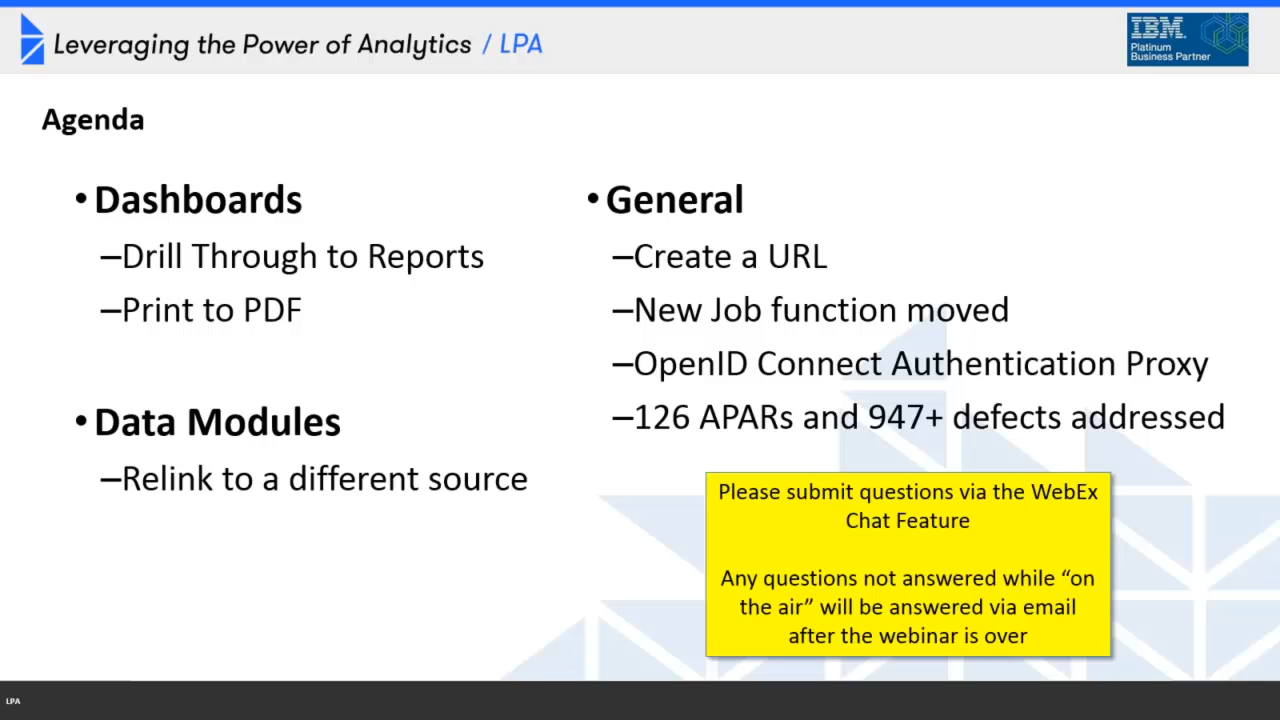 Leveraging the Power of Analytics / LPA
IBM
Platinum
Business Partner
Agenda
• Dashboards
–Drill Through to Reports
–Print to PDF
• Data Modules
–Relink to a different source
• General
–Create a URL
–New Job function moved
–OpenID Connect Authentication Proxy
–126 APARs and 947+ defects addressed
Please submit questions via the WebEx
Chat Feature
Any questions not answered while “on
the air” will be answered via email
after the webinar is over
LPA